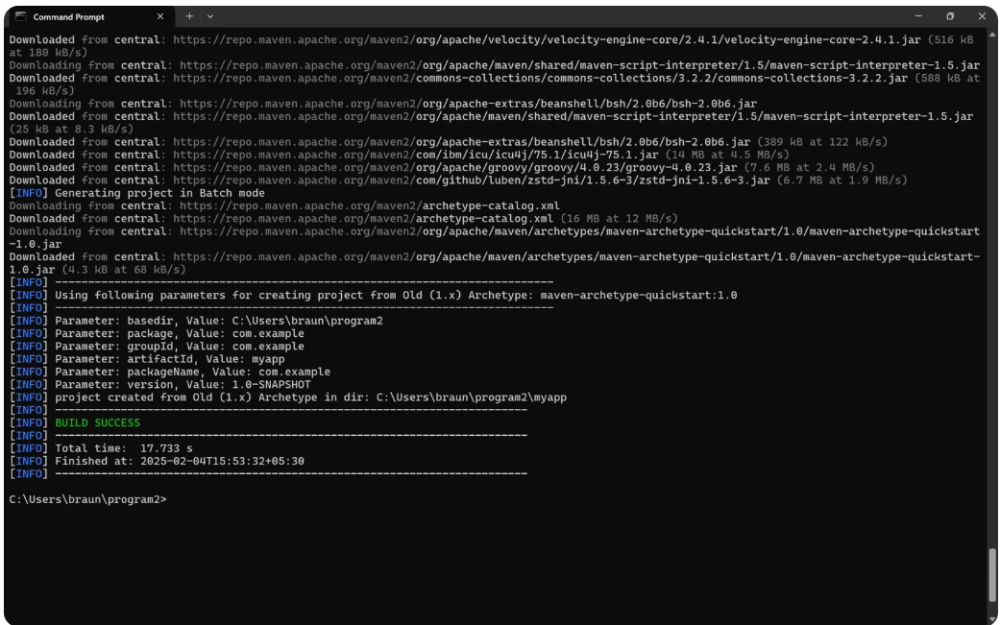 Command Prompt
Downloaded from central: https://repo.maven.apache.org/maven2/org/apache/velocity/velocity-engine-core/2.4.1/velocity-engine-core-2.4.1.jar (516 kB
at 180 kB/s)
Downloading from central: https://repo.maven.apache.org/maven2/org/apache/maven/shared/maven-script-interpreter/1.5/maven-script-interpreter-1.5.jar
Downloaded from central: https://repo.maven.apache.org/maven2/commons-collections/commons-collections/3.2.2/commons-collections-3.2.2.jar (588 kB at
196 kB/s)
Downloading from central: https://repo.maven.apache.org/maven2/org/apache-extras/beanshell/bsh/2.0b6/bsh-2.0b6.jar
Downloaded from central: https://repo.maven.apache.org/maven2/org/apache/maven/shared/maven-script-interpreter/1.5/maven-script-interpreter-1.5.jar
(25 kB at 8.3 kB/s)
Downloaded from central: https://repo.maven.apache.org/maven2/org/apache-extras/beanshell/bsh/2.0b6/bsh-2.0b6.jar (389 kB at 122 kB/s)
Downloaded from central: https://repo.maven.apache.org/maven2/com/ibm/icu/icu4j/75.1/icu4j-75.1.jar (14 MB at 4.5 MB/s)
Downloaded from central: https://repo.maven.apache.org/maven2/org/apache/groovy/groovy/4.0.23/groovy-4.0.23.jar (7.6 MB at 2.4 MB/s)
Downloaded from central: https://repo.maven.apache.org/maven2/com/github/luben/zstd-jni/1.5.6-3/zstd-jni-1.5.6-3.jar (6.7 MB at 1.9 MB/s)
[INFO] Generating project in Batch mode
Downloading from central: https://repo.maven.apache.org/maven2/archetype-catalog.xml
Downloaded from central: https://repo.maven.apache.org/maven2/archetype-catalog.xml (16 MB at 12 MB/s)
Downloading from central: https://repo.maven.apache.org/maven2/org/apache/maven/archetypes/maven-archetype-quickstart/1.0/maven-archetype-quickstart
-1.0.jar
Downloaded from central: https://repo.maven.apache.org/maven2/org/apache/maven/archetypes/maven-archetype-quickstart/1.0/maven-archetype-quickstart-
1.0.jar (4.3 kB at 68 kB/s)
[INFO] ----------------------------------------------------------------------------
[INFO] Using following parameters for creating project from Old (1.x) Archetype: maven-archetype-quickstart:1.0
[INFO] ----------------------------------------------------------------------------
[INFO] Parameter: basedir, Value: C:\Users\braun\program2
[INFO] Parameter: package, Value: com.example
[INFO] Parameter: groupId, Value: com.example
[INFO] Parameter: artifactId, Value: myapp
[INFO] Parameter: packageName, Value: com.example
[INFO] Parameter: version, Value: 1.0-SNAPSHOT
[INFO] project created from Old (1.x) Archetype in dir: C:\Users\braun\program2\myapp
[INFO] ------------------------------------------------------------------------
[INFO] BUILD SUCCESS
[INFO] ------------------------------------------------------------------------
[INFO] Total time:  17.733 s
[INFO] Finished at: 2025-02-04T15:53:32+05:30
[INFO] ------------------------------------------------------------------------
C:\Users\braun\program2>